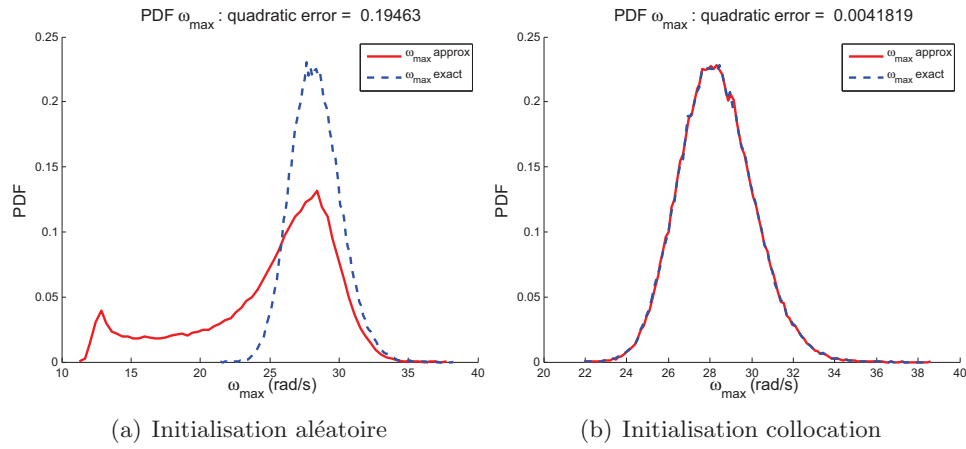 PDF ω_max : quadratic error = 0.19463
0.25
0.2
0.15
0.1
0.05
0
PDF
ω_max approx
ω_max exact
10 15 20 25 30 35 40
ω_max (rad/s)
(a) Initialisation aléatoire
PDF ω_max : quadratic error = 0.0041819
0.25
0.2
0.15
0.1
0.05
0
PDF
ω_max approx
ω_max exact
20 22 24 26 28 30 32 34 36 38 40
ω_max (rad/s)
(b) Initialisation collocation